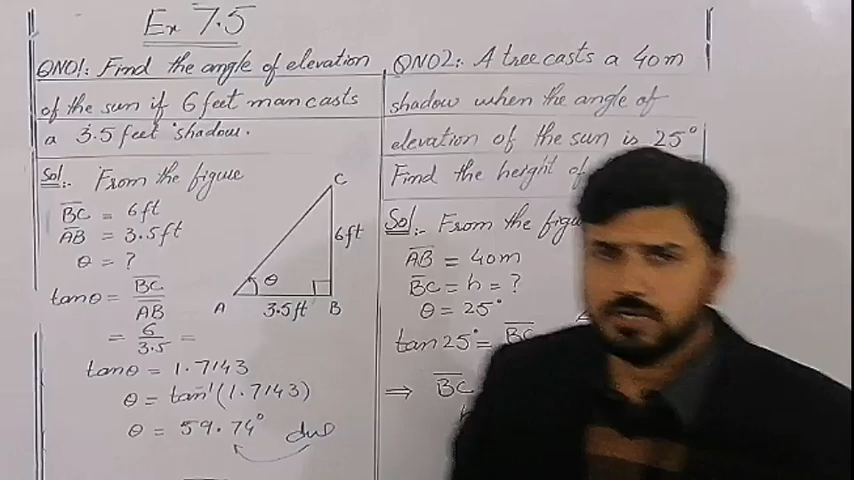 Ex 7.5
QNO1:. Find the angle of elevation
of the sun if 6 feet man casts
a 3.5 feet shadow.
Sol:. From the figure
BC = 6ft
AB = 3.5ft
θ = ?
tanθ = BC
AB
= 6
3.5
tanθ = 1.7143
θ = tan⁻¹(1.7143)
θ = 59.74°
C
6ft
θ
A
3.5ft
B
QNO2:. A tree casts a 40m
shadow when the angle of
elevation of the sun is 25°
Find the height of
Sol:. From the
AB = 40m
BC = h = ?
θ = 25°
tan25° = BC
⇒ BC